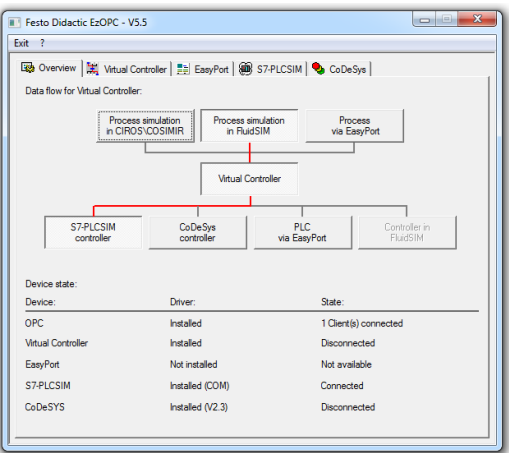 Festo Didactic EzOPC - V5.5
Exit ?
Overview Virtual Controller EasyPort S7-PLCSIM CoDeSys
Data flow for Virtual Controller:
Process simulation
in CIROS\COSIMIR
Process simulation
in FluidSIM
Process
via EasyPort
Virtual Controller
S7-PLCSIM
controller
CoDeSys
controller
PLC
via EasyPort
Controller in
FluidSIM
Device state:
Device: Driver: State:
OPC Installed 1 Client(s) connected
Virtual Controller Installed Disconnected
EasyPort Not installed Not available
S7-PLCSIM Installed (COM) Connected
CoDeSYS Installed (V2.3) Disconnected